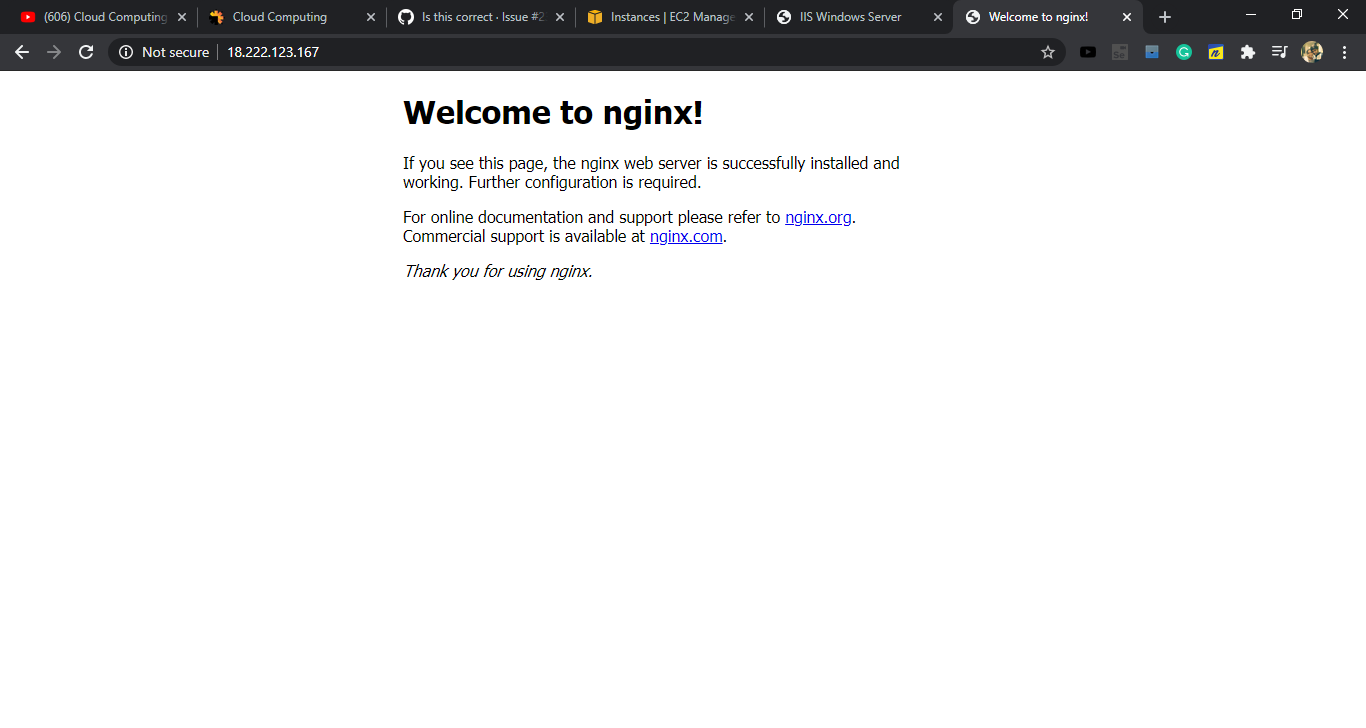 (606) Cloud Computing
Cloud Computing
Is this correct · Issue #2
Instances | EC2 Manage
IIS Windows Server
Welcome to nginx!
Not secure
18.222.123.167
Welcome to nginx!
If you see this page, the nginx web server is successfully installed and
working. Further configuration is required.
For online documentation and support please refer to nginx.org.
Commercial support is available at nginx.com.
Thank you for using nginx.